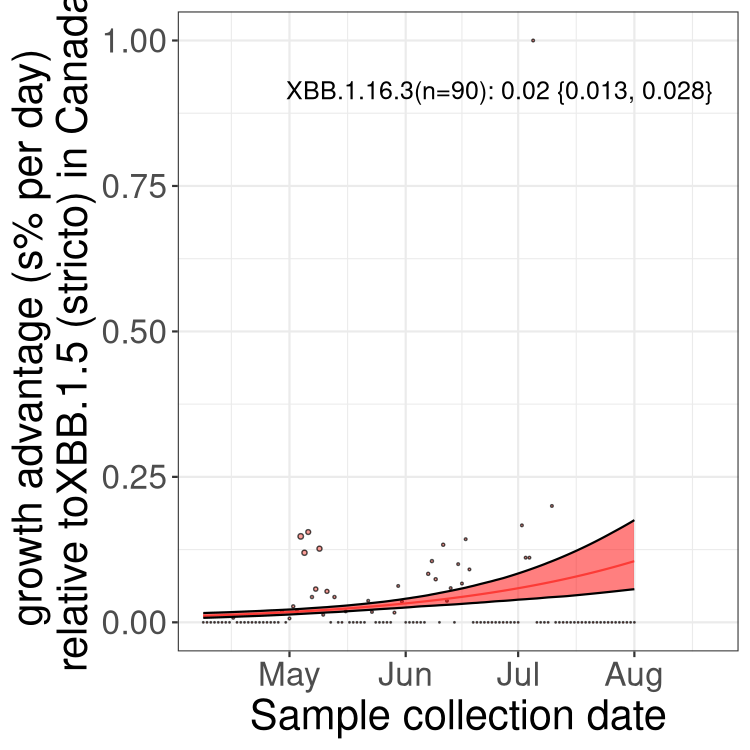 growth advantage (s% per day)
relative toXBB.1.5 (stricto) in Canada
1.00
XBB.1.16.3(n=90): 0.02 {0.013, 0.028}
0.75
0.50
0.25
0.00
May Jun Jul Aug
Sample collection date